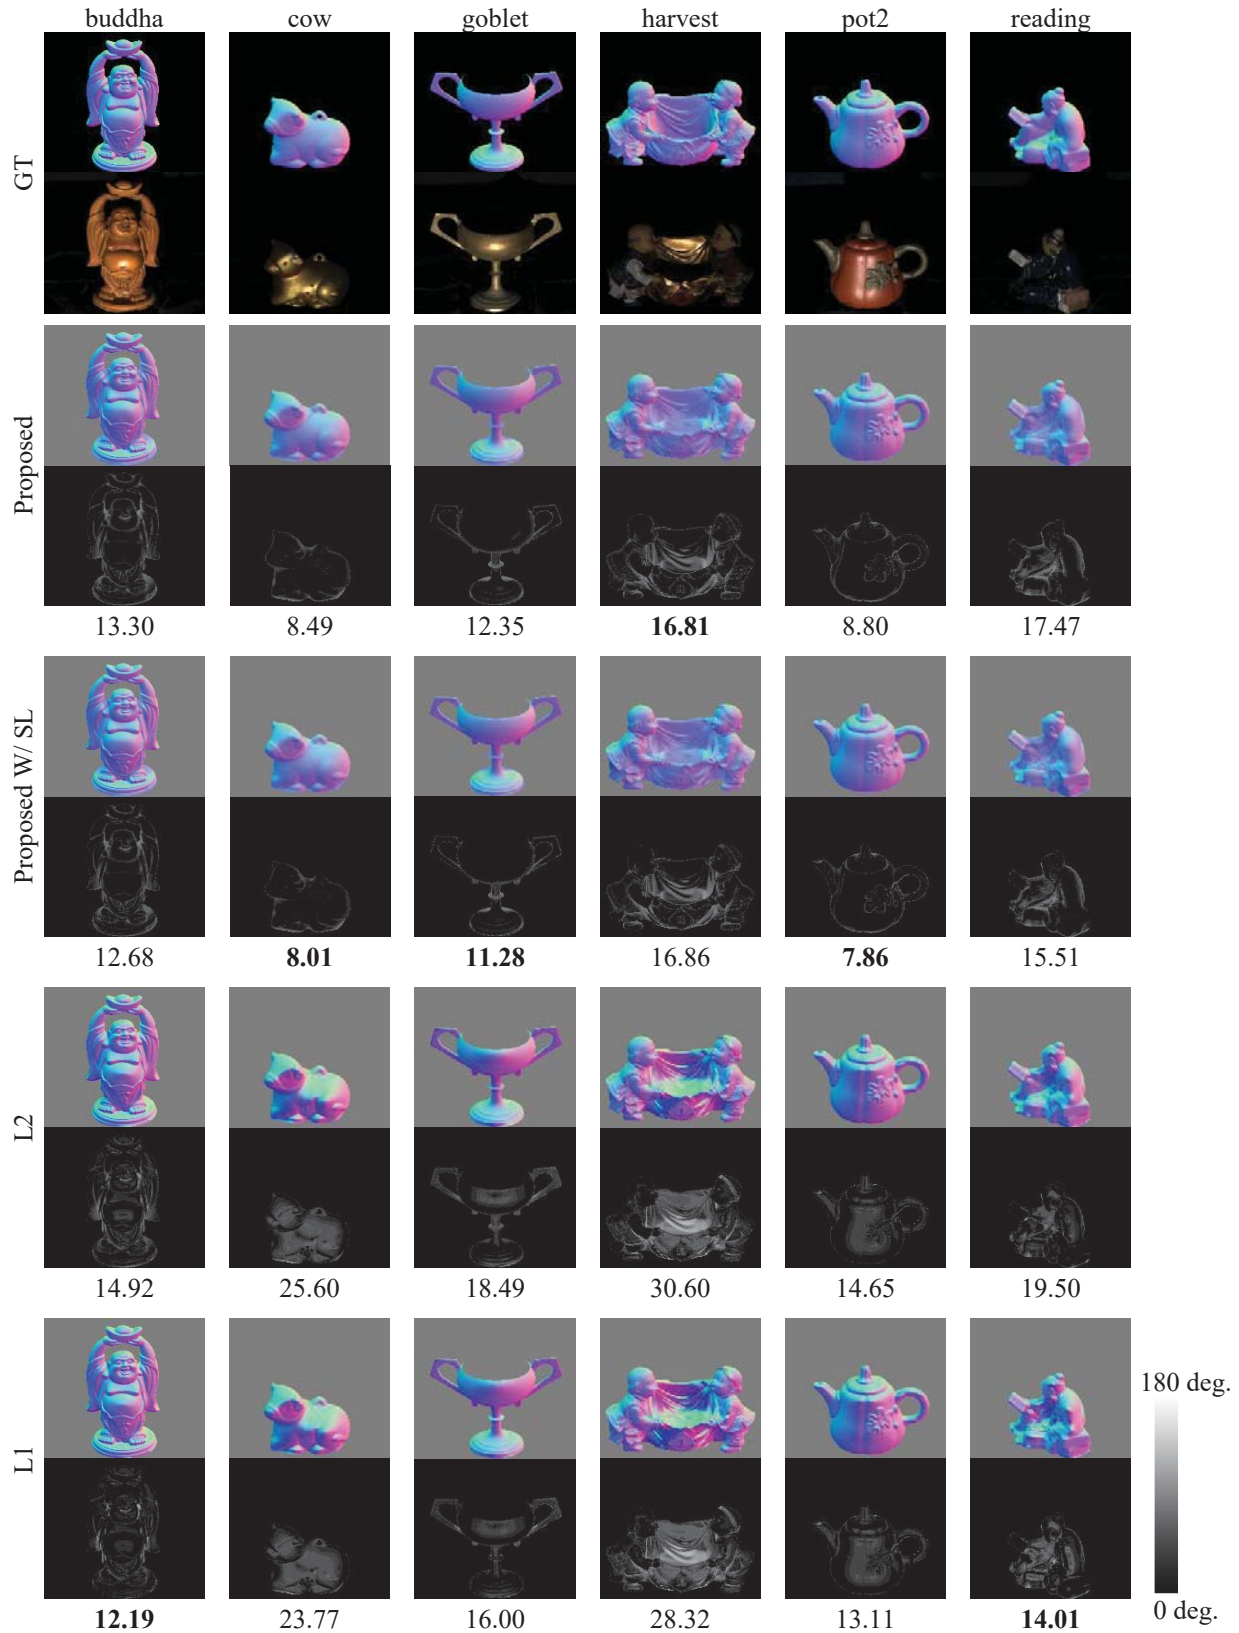 buddha cow goblet harvest pot2 reading
GT
Proposed
13.30 8.49 12.35 16.81 8.80 17.47
Proposed W/ SL
12.68 8.01 11.28 16.86 7.86 15.51
L2
14.92 25.60 18.49 30.60 14.65 19.50
L1
180 deg.
0 deg.
12.19 23.77 16.00 28.32 13.11 14.01